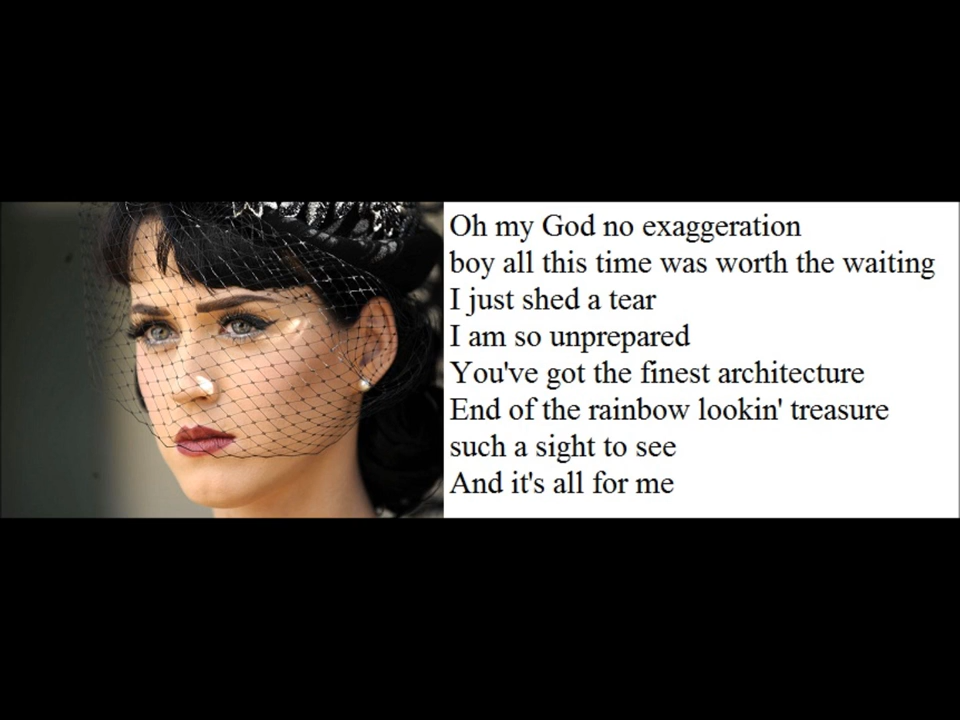 Oh my God no exaggeration
boy all this time was worth the waiting
I just shed a tear
I am so unprepared
You've got the finest architecture
End of the rainbow lookin' treasure
such a sight to see
And it's all for me